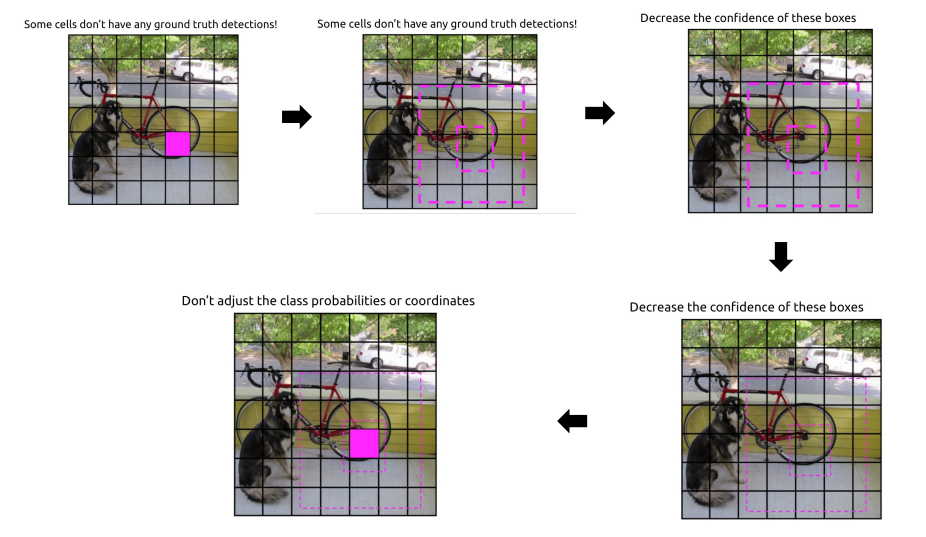 Some cells don't have any ground truth detections!
Some cells don't have any ground truth detections!
Decrease the confidence of these boxes
Decrease the confidence of these boxes
Don't adjust the class probabilities or coordinates